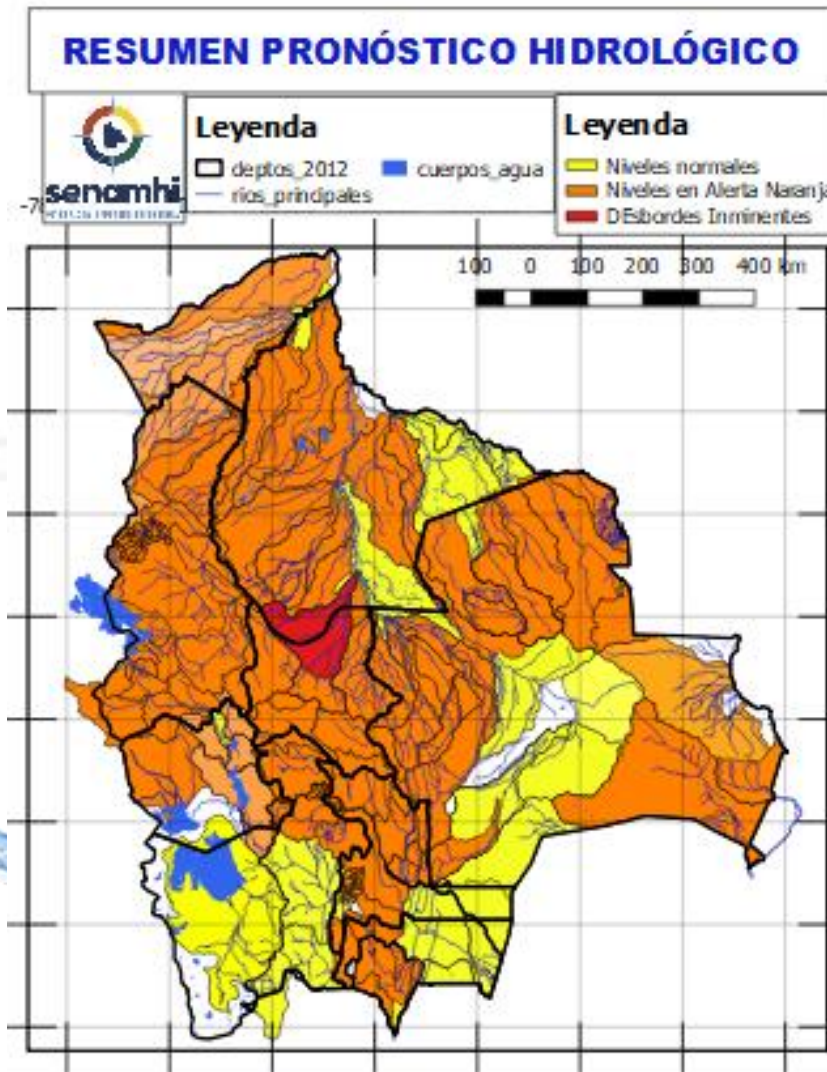 RESUMEN PRONÓSTICO HIDROLÓGICO
senamhi
Leyenda
deptos_2012 cuerpos_agua
rios_principales
Leyenda
Niveles normales
Niveles en Alerta Naranja
DEsbordes Inminentes
100 0 100 200 300 400 km